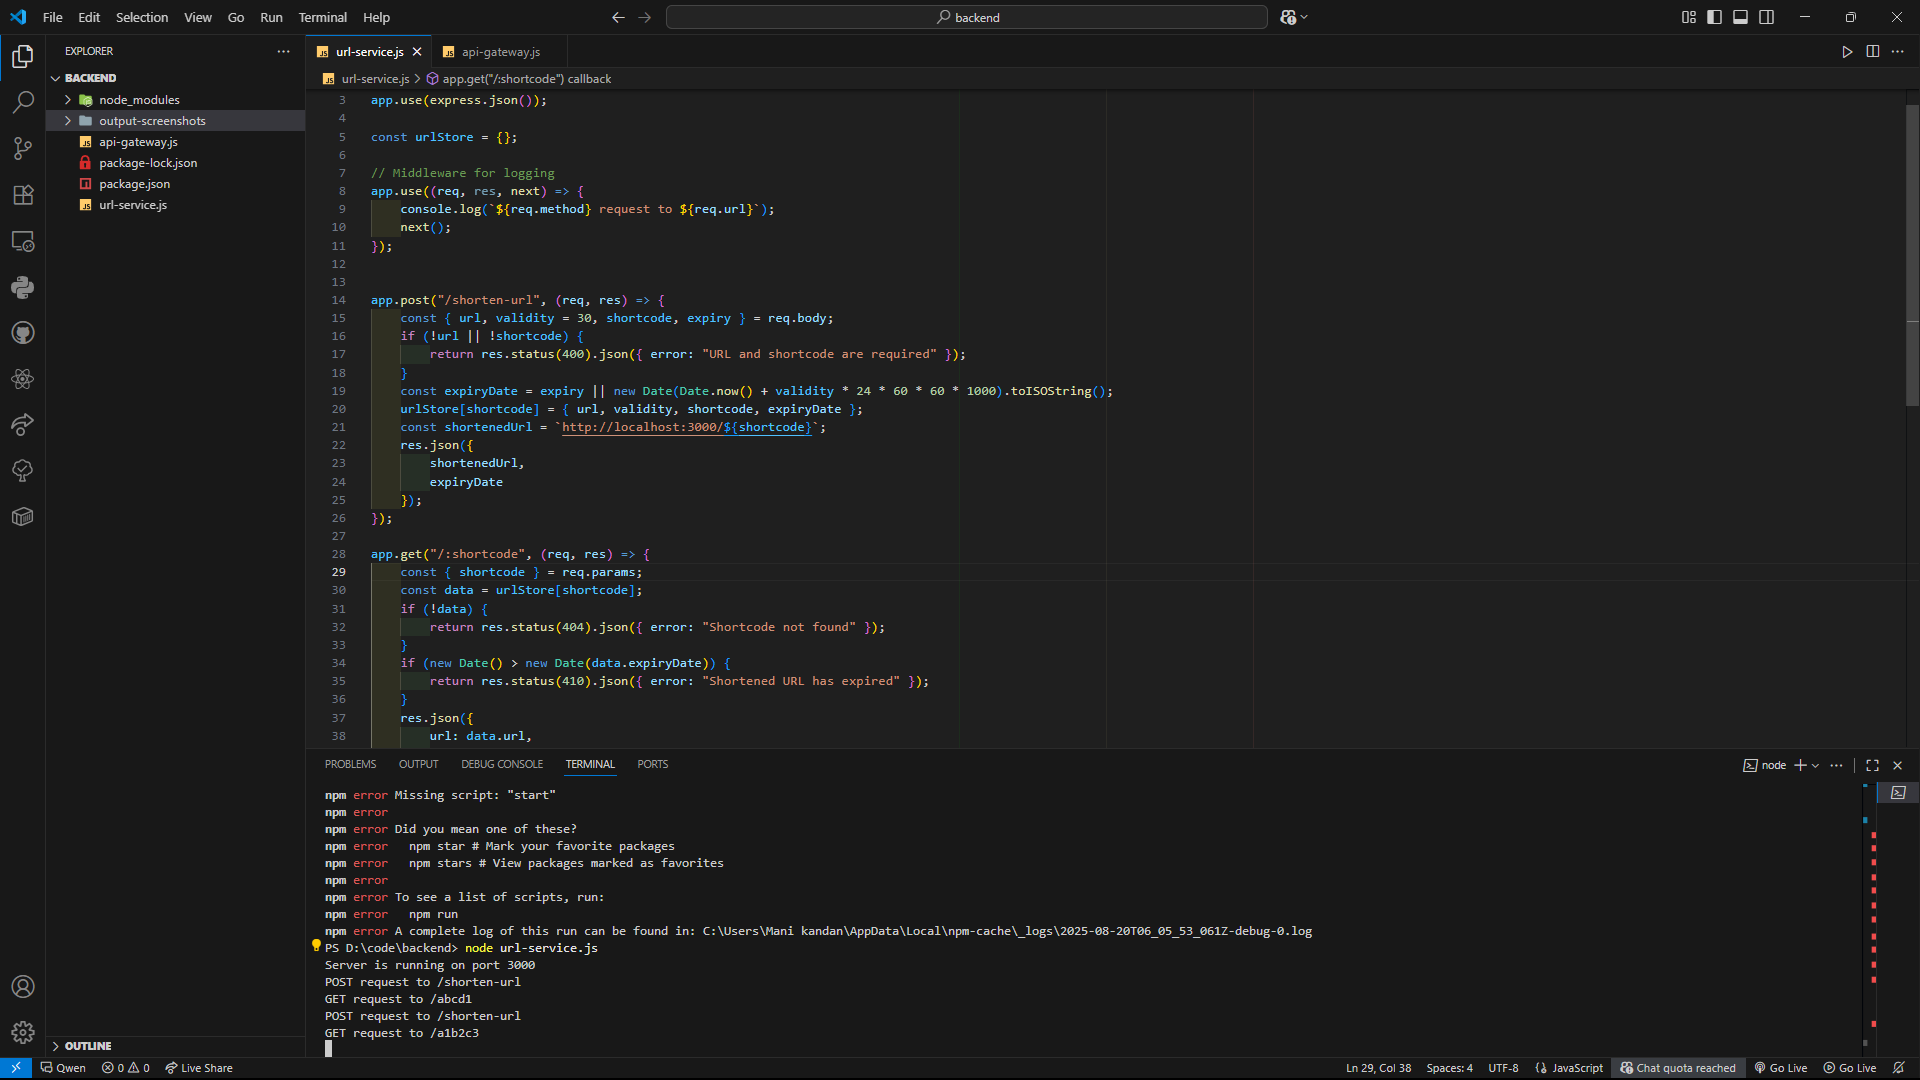 File Edit Selection View Go Run Terminal Help
backend
EXPLORER
BACKEND
node_modules
output-screenshots
api-gateway.js
package-lock.json
package.json
url-service.js
OUTLINE
url-service.js
api-gateway.js
url-service.js > app.get("/:shortcode") callback
3 app.use(express.json());
4
5 const urlStore = {};
6
7 // Middleware for logging
8 app.use((req, res, next) => {
9 console.log(`${req.method} request to ${req.url}`);
10 next();
11 });
12
13
14 app.post("/shorten-url", (req, res) => {
15 const { url, validity = 30, shortcode, expiry } = req.body;
16 if (!url || !shortcode) {
17 return res.status(400).json({ error: "URL and shortcode are required" });
18 }
19 const expiryDate = expiry || new Date(Date.now() + validity * 24 * 60 * 60 * 1000).toISOString();
20 urlStore[shortcode] = { url, validity, shortcode, expiryDate };
21 const shortenedUrl = `http://localhost:3000/${shortcode}`;
22 res.json({
23 shortenedUrl,
24 expiryDate
25 });
26 });
27
28 app.get("/:shortcode", (req, res) => {
29 const { shortcode } = req.params;
30 const data = urlStore[shortcode];
31 if (!data) {
32 return res.status(404).json({ error: "Shortcode not found" });
33 }
34 if (new Date() > new Date(data.expiryDate)) {
35 return res.status(410).json({ error: "Shortened URL has expired" });
36 }
37 res.json({
38 url: data.url,
PROBLEMS OUTPUT DEBUG CONSOLE TERMINAL PORTS
node
npm error Missing script: "start"
npm error
npm error Did you mean one of these?
npm error npm star # Mark your favorite packages
npm error npm stars # View packages marked as favorites
npm error
npm error To see a list of scripts, run:
npm error npm run
npm error A complete log of this run can be found in: C:\Users\Mani kandan\AppData\Local\npm-cache\_logs\2025-08-20T06_05_53_061Z-debug-0.log
PS D:\code\backend> node url-service.js
Server is running on port 3000
POST request to /shorten-url
GET request to /abcd1
POST request to /shorten-url
GET request to /a1b2c3
Qwen 0 0 Live Share
Ln 29, Col 38 Spaces: 4 UTF-8 JavaScript Chat quota reached Go Live Go Live